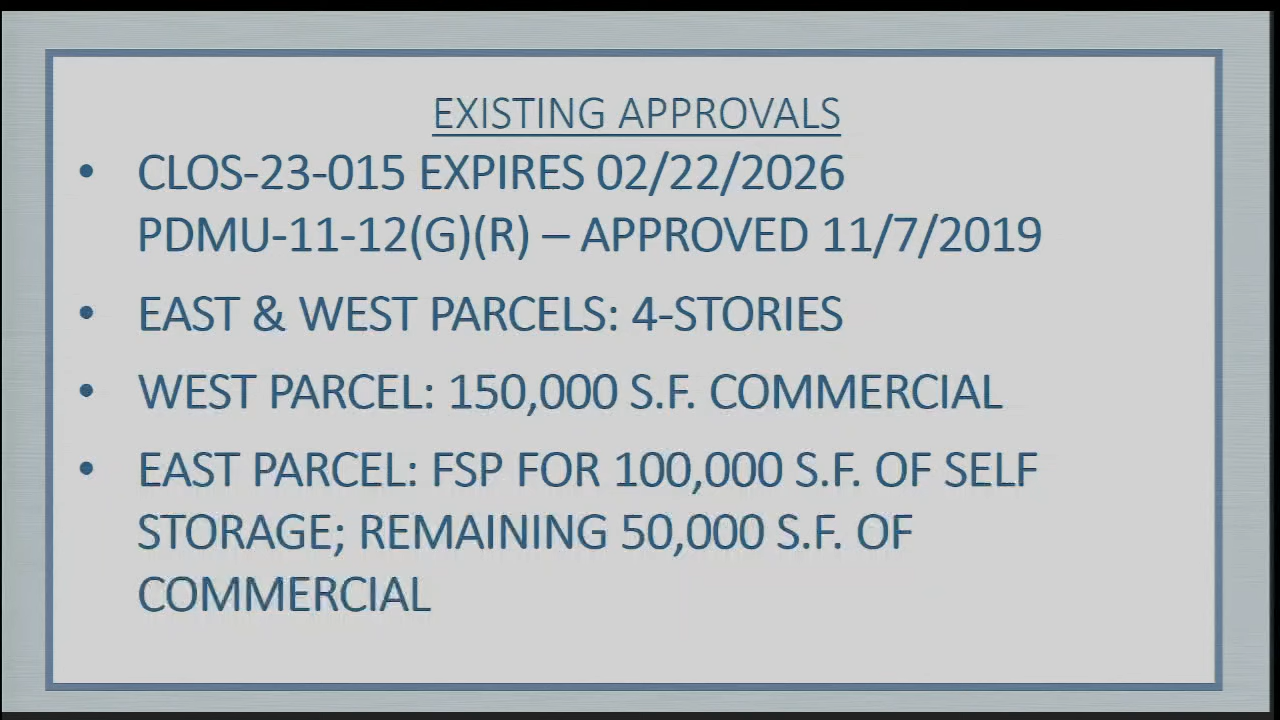 EXISTING APPROVALS
• CLOS-23-015 EXPIRES 02/22/2026
PDMU-11-12(G)(R) – APPROVED 11/7/2019
• EAST & WEST PARCELS: 4-STORIES
• WEST PARCEL: 150,000 S.F. COMMERCIAL
• EAST PARCEL: FSP FOR 100,000 S.F. OF SELF
STORAGE; REMAINING 50,000 S.F. OF
COMMERCIAL